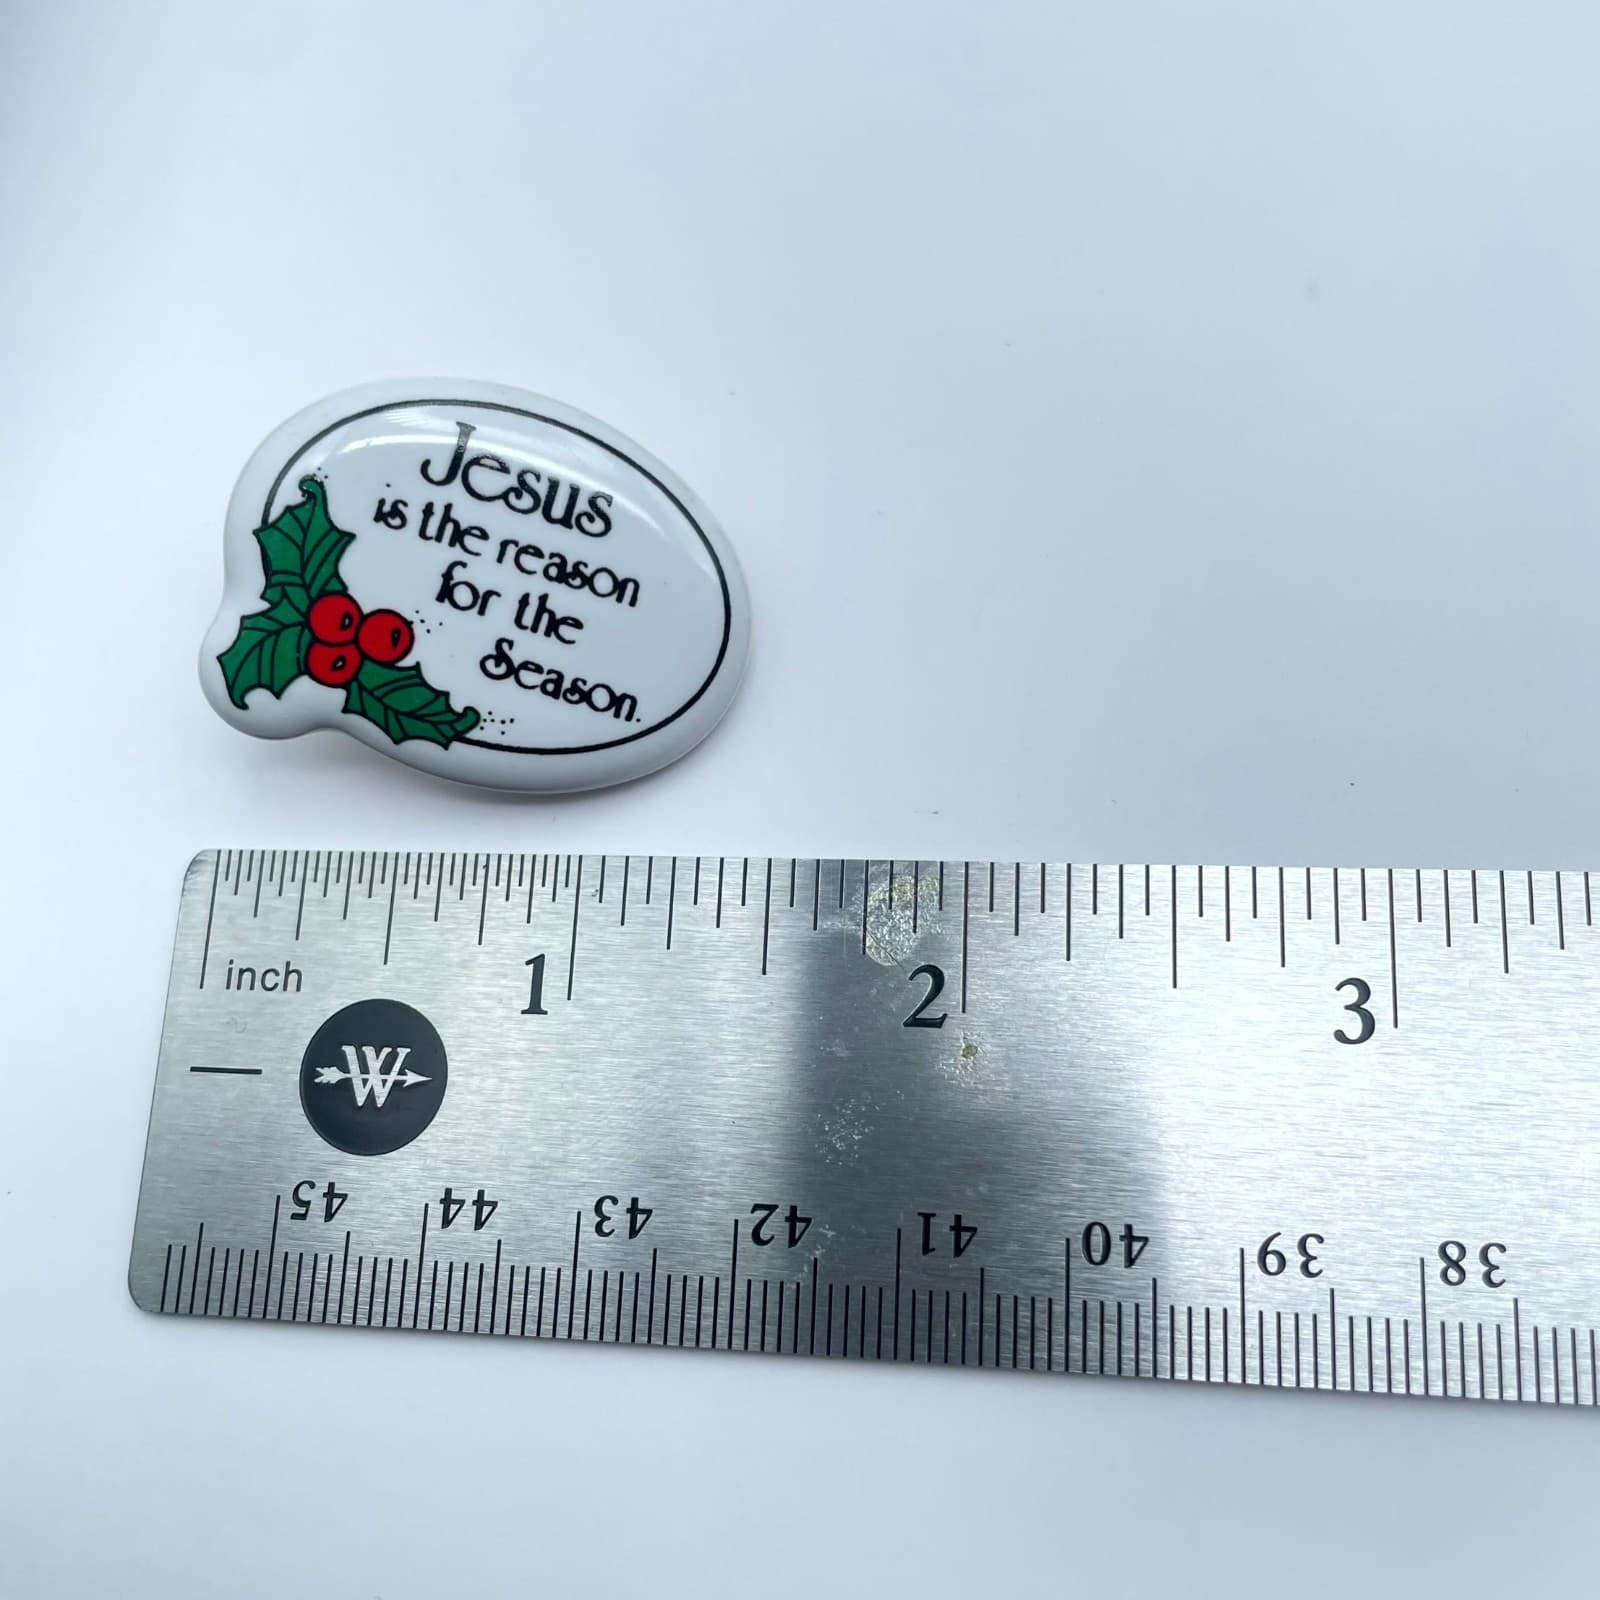 Jesus
is the reason
for the
Season.
inch
1
2
3
W
45
44
43
42
41
40
39
38